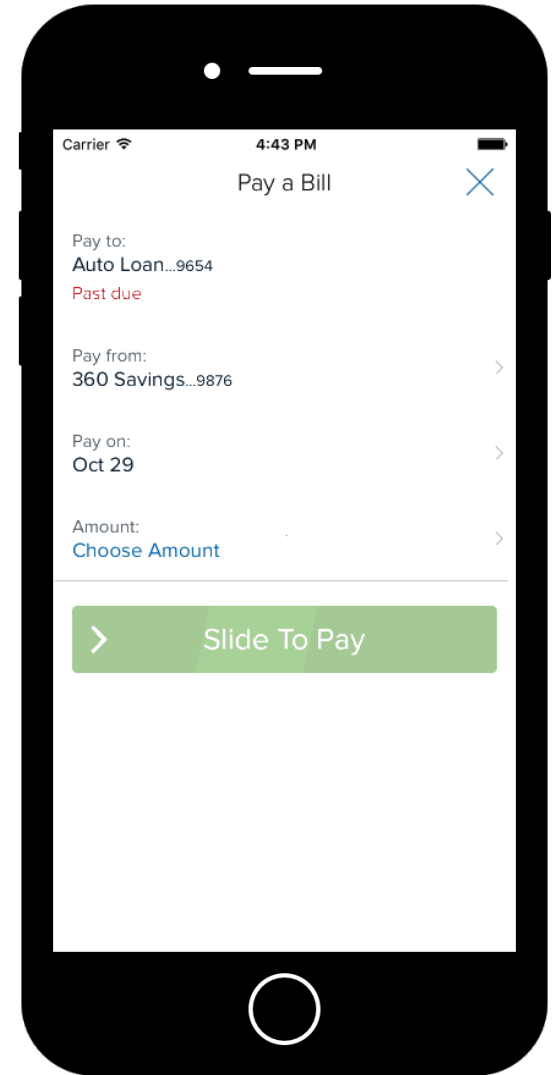 Carrier
4:43 PM
Pay a Bill
Pay to:
Auto Loan...9654
Past due
Pay from:
360 Savings...9876
Pay on:
Oct 29
Amount:
Choose Amount
Slide To Pay